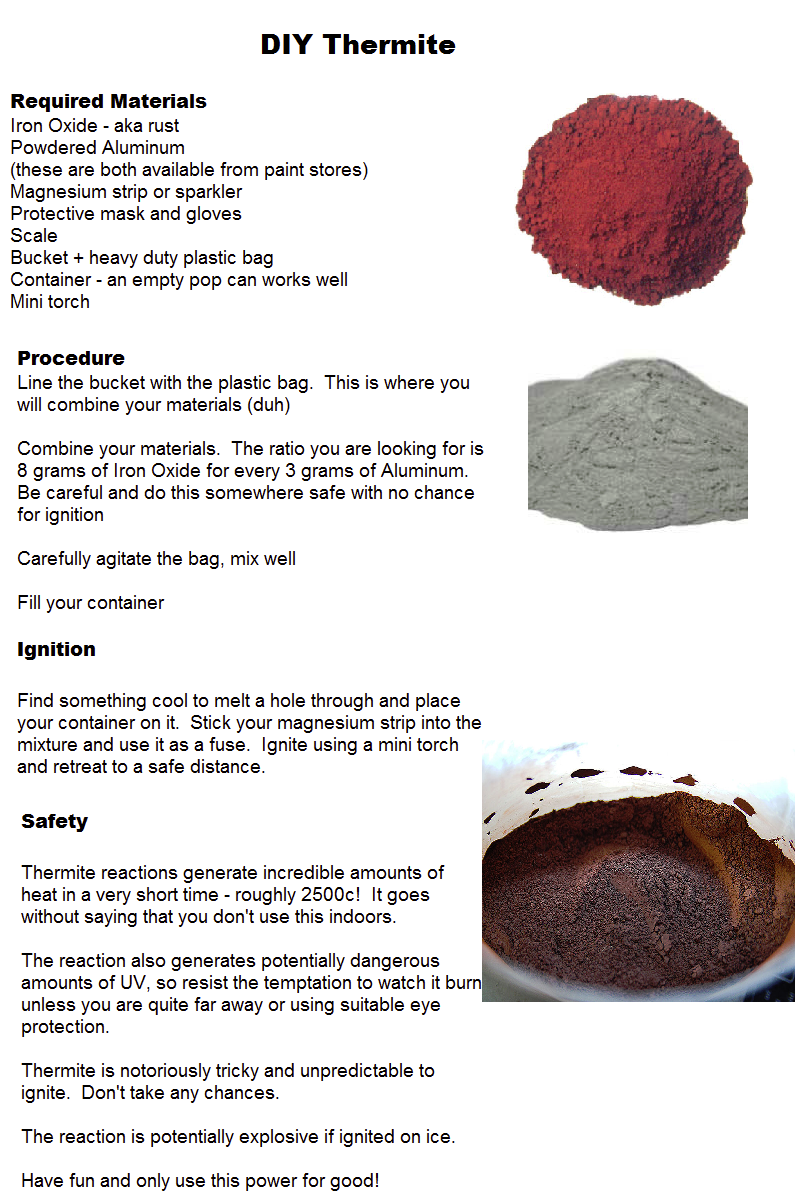 DIY Thermite
Required Materials
Iron Oxide - aka rust
Powdered Aluminum
(these are both available from paint stores)
Magnesium strip or sparkler
Protective mask and gloves
Scale
Bucket + heavy duty plastic bag
Container - an empty pop can works well
Mini torch
Procedure
Line the bucket with the plastic bag.  This is where you
will combine your materials (duh)
Combine your materials.  The ratio you are looking for is
8 grams of Iron Oxide for every 3 grams of Aluminum.
Be careful and do this somewhere safe with no chance
for ignition
Carefully agitate the bag, mix well
Fill your container
Ignition
Find something cool to melt a hole through and place
your container on it.  Stick your magnesium strip into the
mixture and use it as a fuse.  Ignite using a mini torch
and retreat to a safe distance.
Safety
Thermite reactions generate incredible amounts of
heat in a very short time - roughly 2500c!  It goes
without saying that you don't use this indoors.
The reaction also generates potentially dangerous
amounts of UV, so resist the temptation to watch it burn
unless you are quite far away or using suitable eye
protection.
Thermite is notoriously tricky and unpredictable to
ignite.  Don't take any chances.
The reaction is potentially explosive if ignited on ice.
Have fun and only use this power for good!